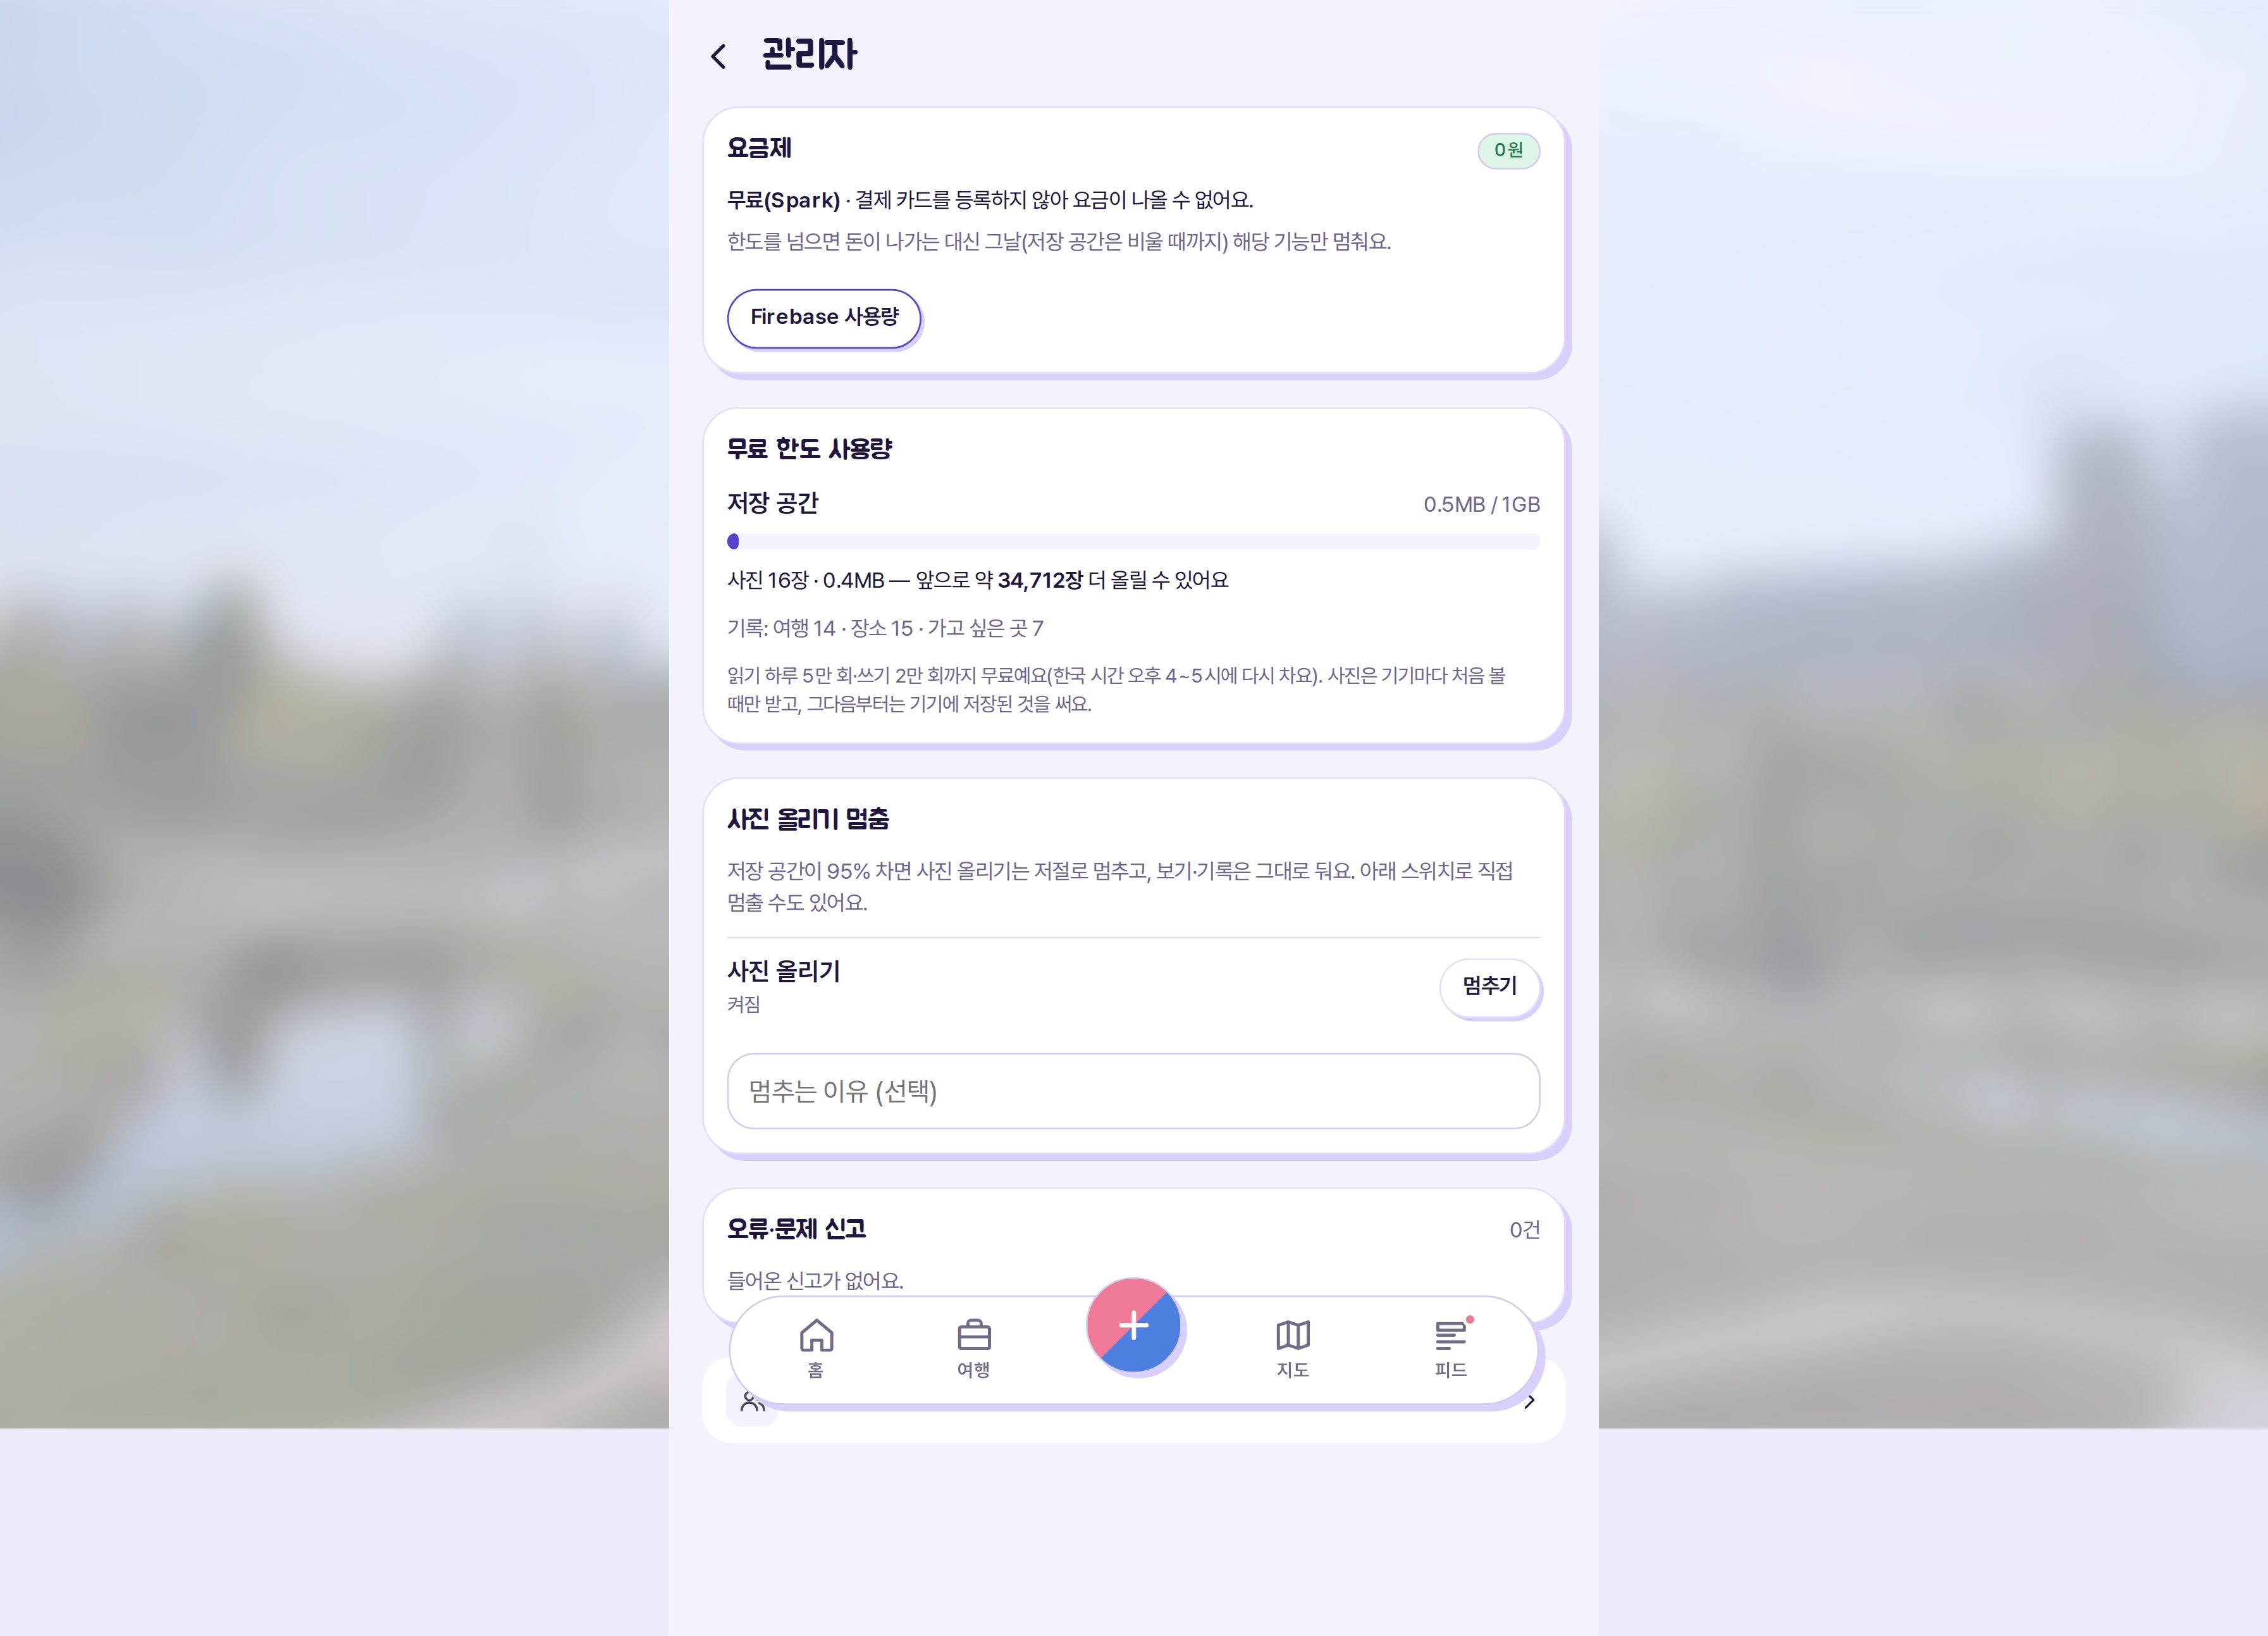 관리자
요금제
0원
무료(Spark) · 결제 카드를 등록하지 않아 요금이 나올 수 없어요.
한도를 넘으면 돈이 나가는 대신 그날(저장 공간은 비울 때까지) 해당 기능만 멈춰요.
Firebase 사용량
무료 한도 사용량
저장 공간
0.5MB / 1GB
사진 16장 · 0.4MB — 앞으로 약 34,712장 더 올릴 수 있어요
기록: 여행 14 · 장소 15 · 가고 싶은 곳 7
읽기 하루 5만 회·쓰기 2만 회까지 무료예요(한국 시간 오후 4~5시에 다시 차요). 사진은 기기마다 처음 볼
때만 받고, 그다음부터는 기기에 저장된 것을 써요.
사진 올리기 멈춤
저장 공간이 95% 차면 사진 올리기는 저절로 멈추고, 보기·기록은 그대로 둬요. 아래 스위치로 직접
멈출 수도 있어요.
사진 올리기
켜짐
멈추기
멈추는 이유 (선택)
오류·문제 신고
0건
들어온 신고가 없어요.
홈
여행
지도
피드